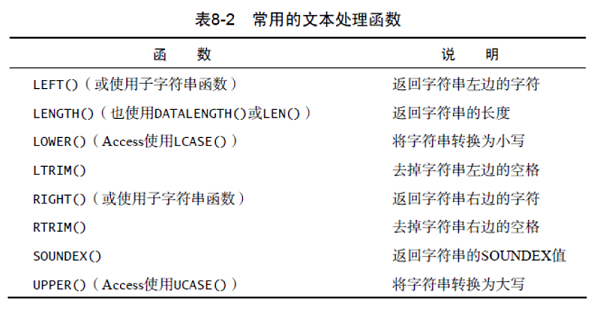 表8-2 常用的文本处理函数
函 数 说 明
LEFT()（或使用子字符串函数） 返回字符串左边的字符
LENGTH()（也使用DATALENGTH()或LEN()） 返回字符串的长度
LOWER()（Access使用LCASE()） 将字符串转换为小写
LTRIM() 去掉字符串左边的空格
RIGHT()（或使用子字符串函数） 返回字符串右边的字符
RTRIM() 去掉字符串右边的空格
SOUNDEX() 返回字符串的SOUNDEX值
UPPER()（Access使用UCASE()） 将字符串转换为大写